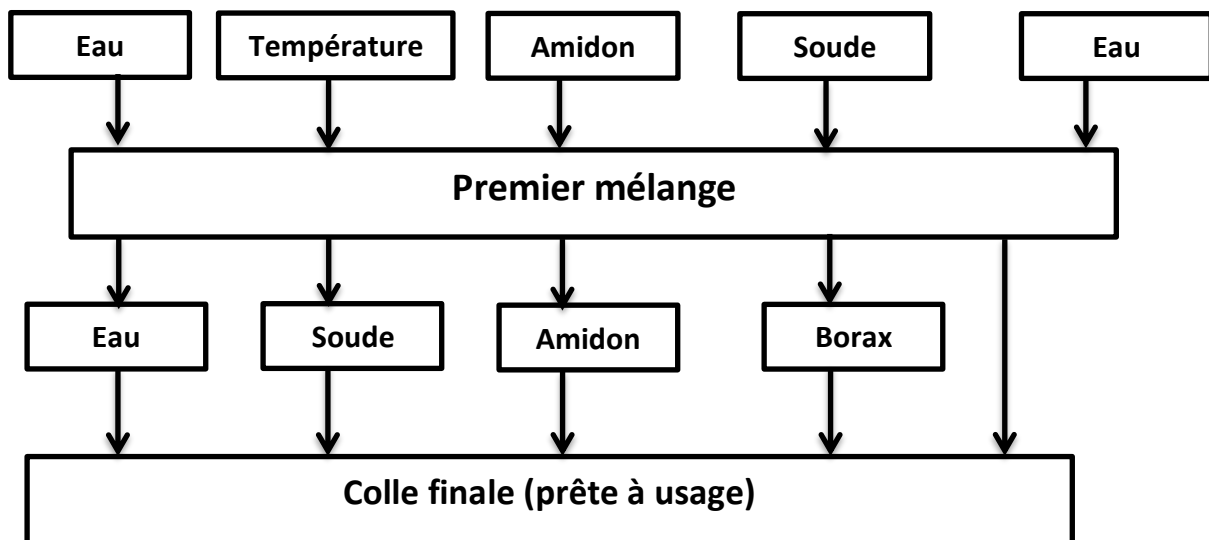 Eau
Température
Amidon
Soude
Eau
Premier mélange
Eau
Soude
Amidon
Borax
Colle finale (prête à usage)